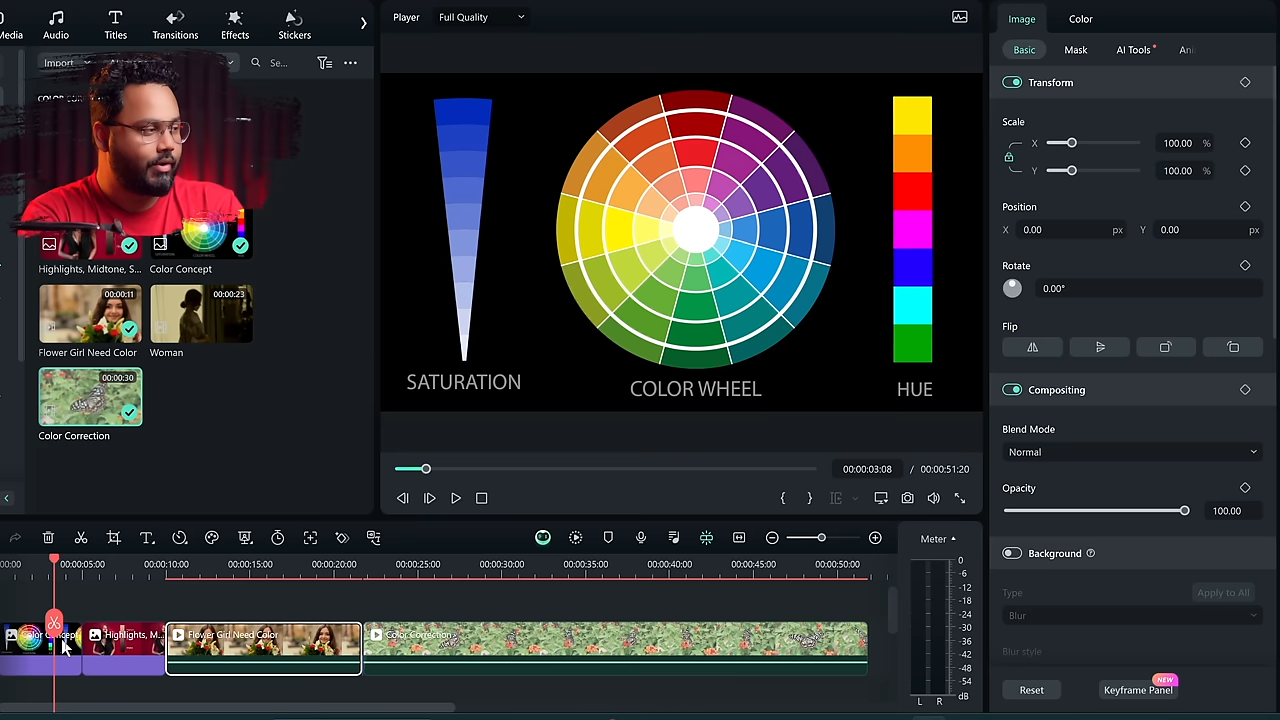 Media Audio Titles Transitions Effects Stickers
Player Full Quality
Image Color
Import
Se...
Basic Mask AI Tools Ani
Transform
Scale
X 100.00 %
Y 100.00 %
Position
X 0.00 px Y 0.00 px
Rotate
0.00°
Flip
Compositing
Blend Mode
Normal
Opacity
100.00
Background
Type Apply to All
Blur
Blur style
Reset Keyframe Panel NEW
Highlights, Midtone, S... Color Concept
00:00:11 00:00:23
Flower Girl Need Color Woman
00:00:30
Color Correction
SATURATION COLOR WHEEL HUE
00:00:03:08 / 00:00:51:20
Meter
00:00 00:00:05:00 00:00:10:00 00:00:15:00 00:00:20:00 00:00:25:00 00:00:30:00 00:00:35:00 00:00:40:00 00:00:45:00 00:00:50:00
Highlights, M... Flower Girl Need Color Color Correction
0
-6
-12
-18
-24
-30
-36
-42
-48
-54
dB
L R